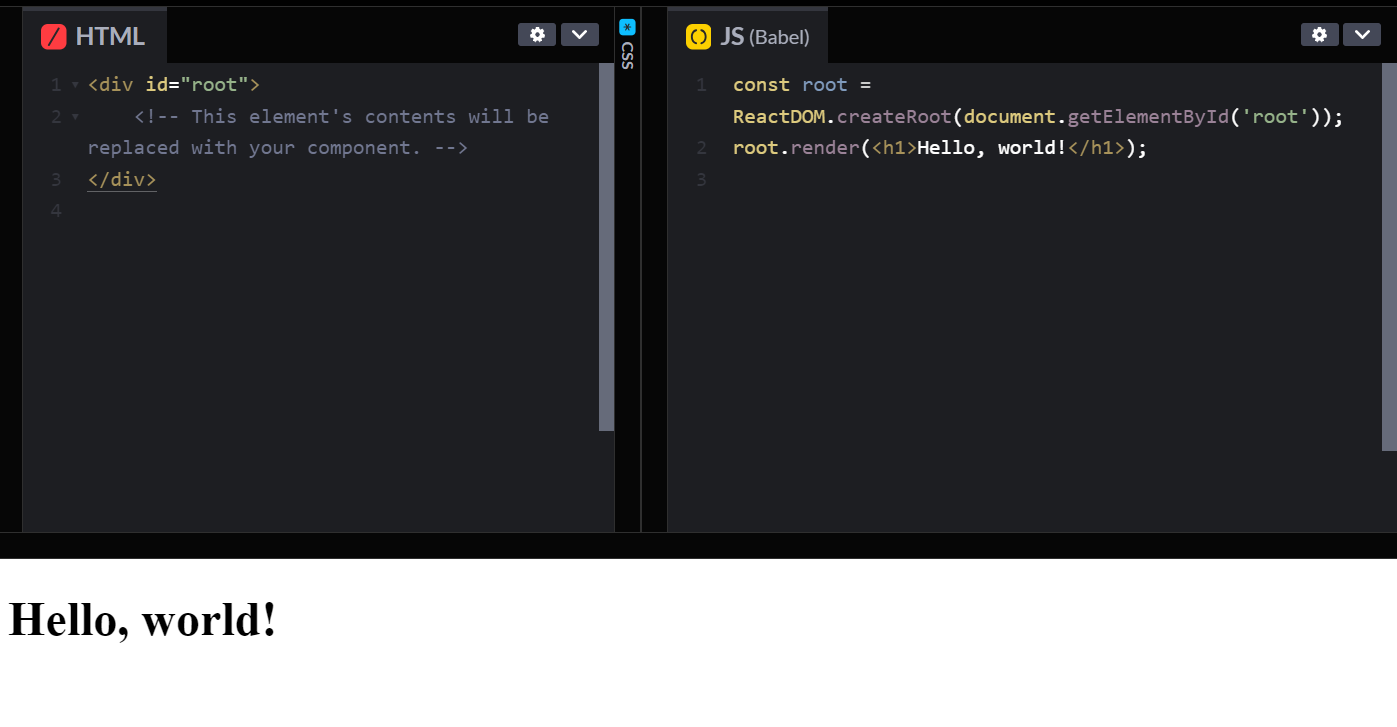 HTML
1 <div id="root">
2 <!-- This element's contents will be
replaced with your component. -->
3 </div>
4
CSS
JS (Babel)
1 const root =
ReactDOM.createRoot(document.getElementById('root'));
2 root.render(<h1>Hello, world!</h1>);
3
Hello, world!